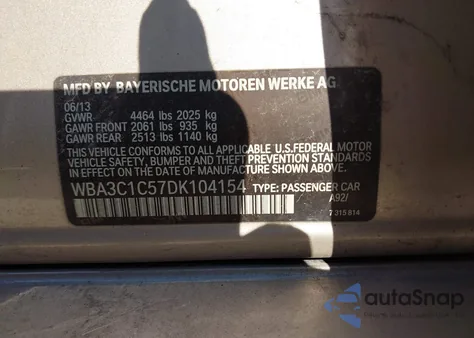 MFD BY BAYERISCHE MOTOREN WERKE AG
06/13
GVWR 4464 lbs 2025 kg
GAWR FRONT 2061 lbs 935 kg
GAWR REAR 2513 lbs 1140 kg
THIS VEHICLE CONFORMS TO ALL APPLICABLE U.S.FEDERAL MOTOR
VEHICLE SAFETY, BUMPER AND THEFT PREVENTION STANDARDS
IN EFFECT ON THE DATE OF MANUFACTURE SHOWN ABOVE.
WBA3C1C57DK104154 TYPE: PASSENGER CAR
A92/
7 315 814
autoSnap